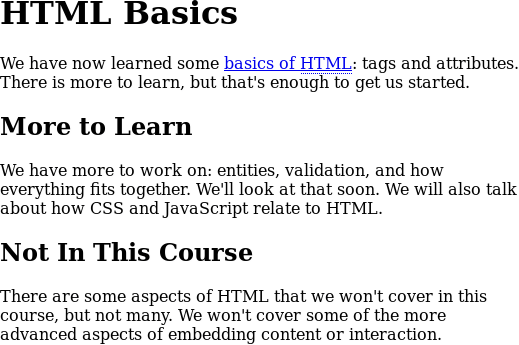 HTML Basics
We have now learned some basics of HTML: tags and attributes.
There is more to learn, but that's enough to get us started.
More to Learn
We have more to work on: entities, validation, and how
everything fits together. We'll look at that soon. We will also talk
about how CSS and JavaScript relate to HTML.
Not In This Course
There are some aspects of HTML that we won't cover in this
course, but not many. We won't cover some of the more
advanced aspects of embedding content or interaction.